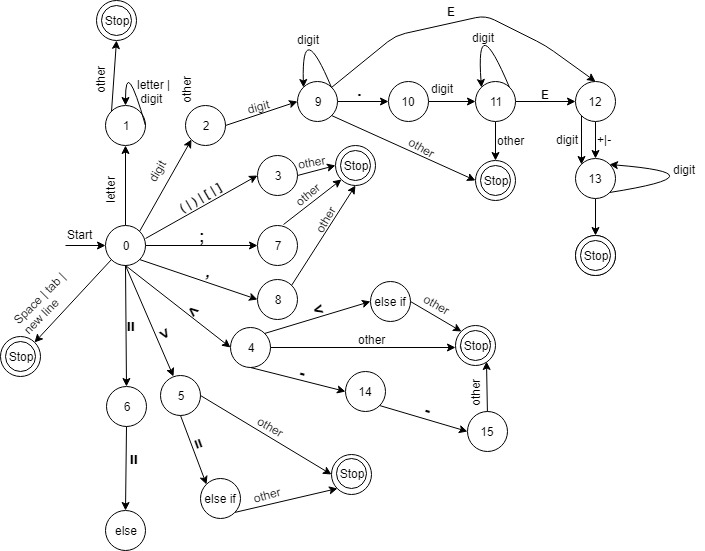 Stop
E
digit
digit
other
letter |
digit
other
digit
9
.
10
digit
11
E
12
1
2
digit
other
other
digit
+|-
letter
digit
( | ) | [ | ]
3
other
Stop
Stop
13
digit
other
Start
0
;
7
other
Stop
,
8
Space | tab |
new line
Stop
=
>
<
<
else if
other
4
other
Stop
-
14
-
other
15
6
5
=
other
=
else if
other
Stop
else